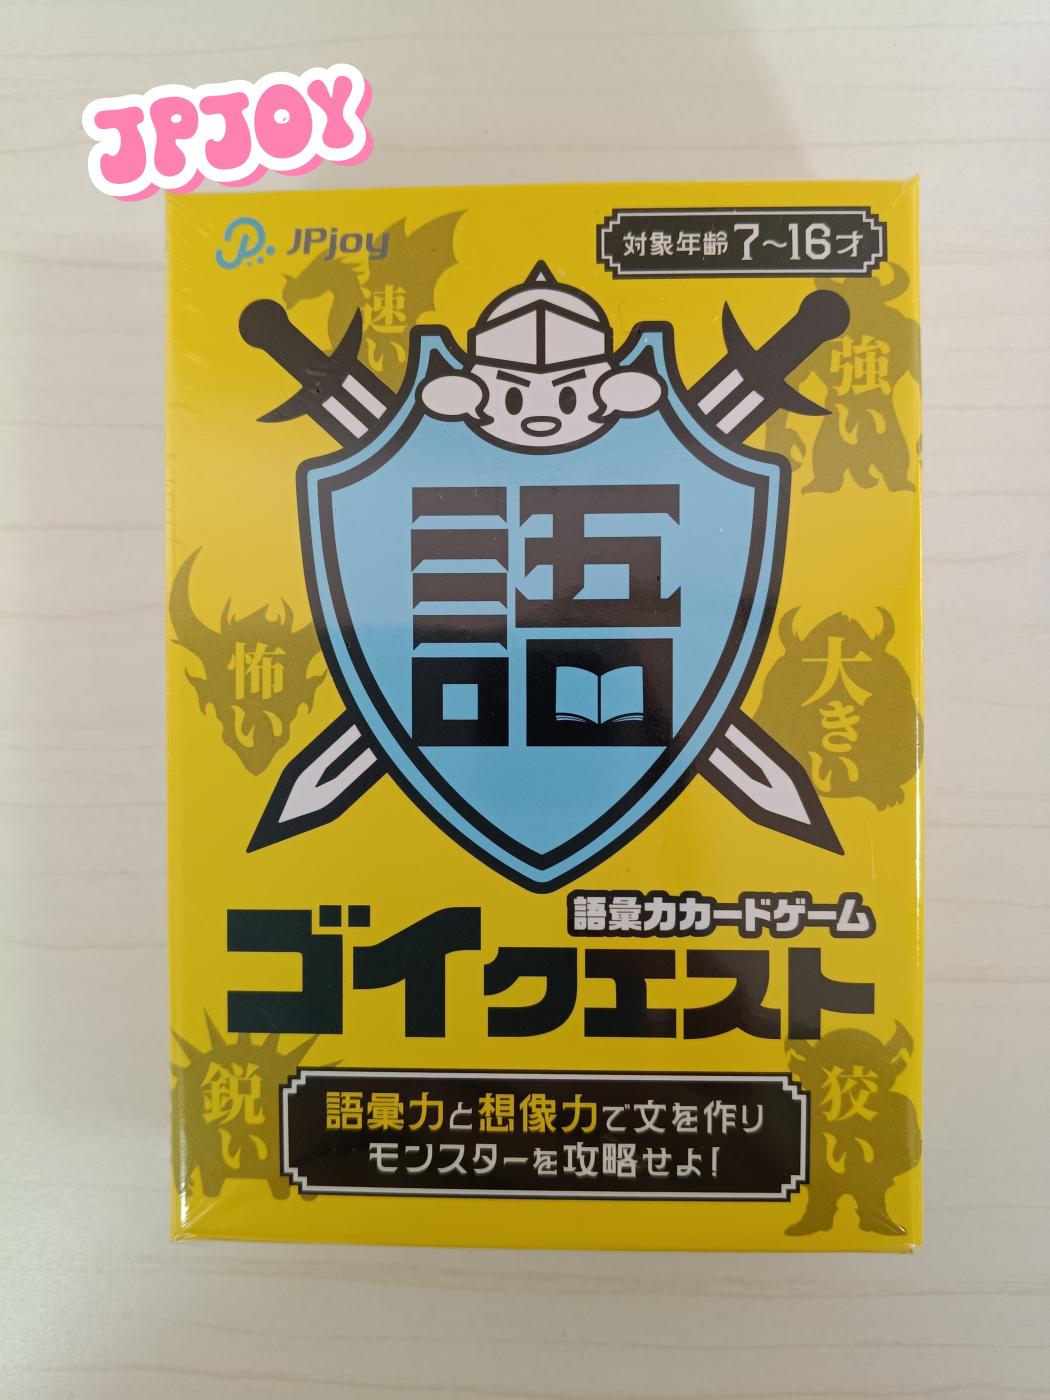 JPJOY
JPjoy
対象年齢7〜16才
速い
強い
語
怖い
大きい
語彙力カードゲーム
ゴイクエスト
鋭い
狡い
語彙力と想像力で文を作り
モンスターを攻略せよ!